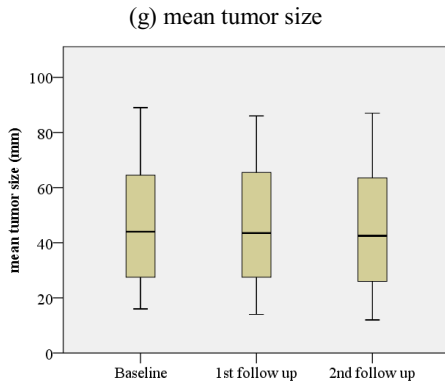 (g) mean tumor size
mean tumor size (mm)
100
80
60
40
20
0
Baseline 1st follow up 2nd follow up